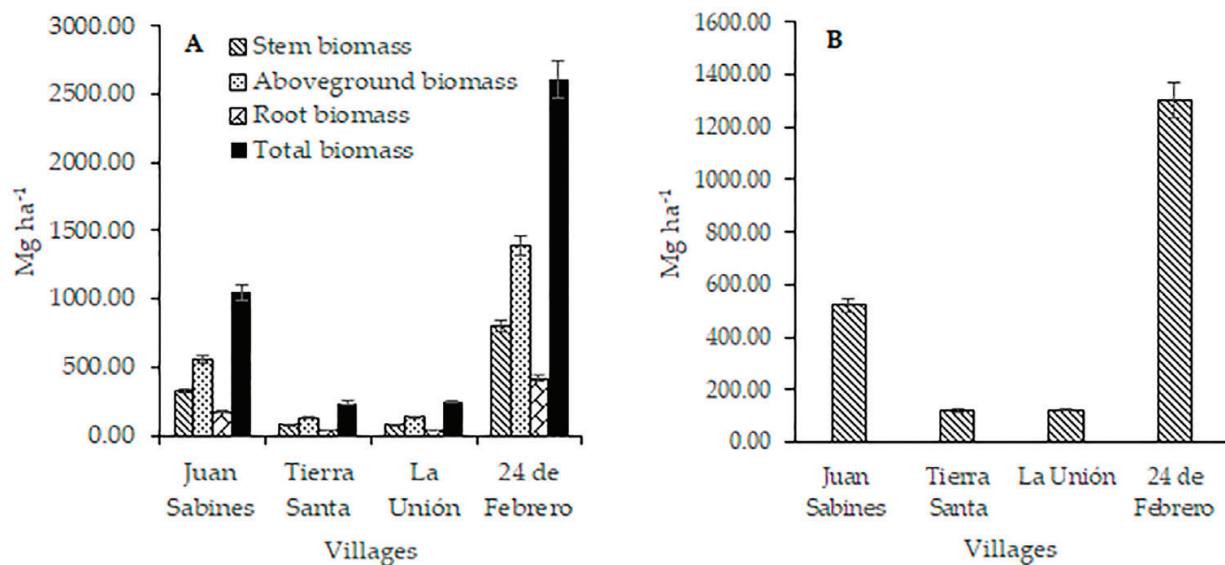 A
Stem biomass
Aboveground biomass
Root biomass
Total biomass
3000.00
2500.00
2000.00
1500.00
1000.00
500.00
0.00
Mg ha⁻¹
Juan Sabines
Tierra Santa
La Unión
24 de Febrero
Villages
B
1600.00
1400.00
1200.00
1000.00
800.00
600.00
400.00
200.00
0.00
Mg ha⁻¹
Juan Sabines
Tierra Santa
La Unión
24 de Febrero
Villages